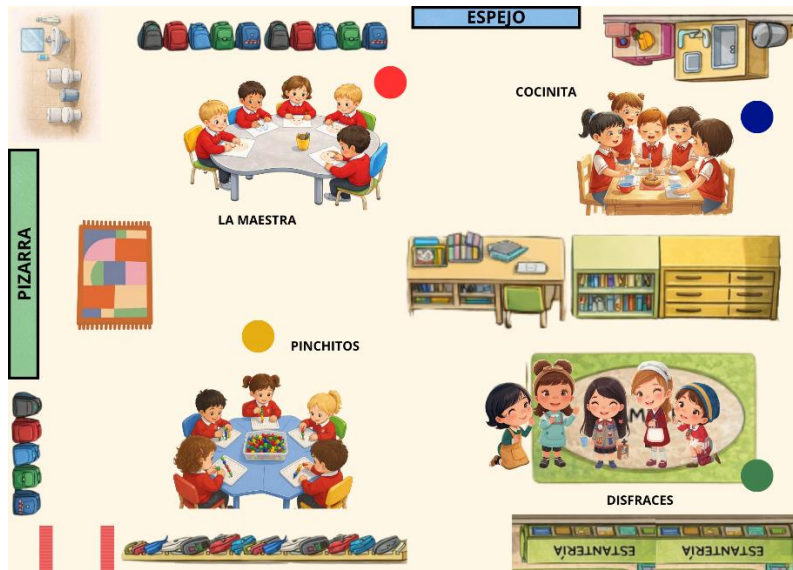 ESPEJO
COCINITA
LA MAESTRA
PIZARRA
PINCHITOS
DISFRACES
ESTANTERÍA
ESTANTERÍA